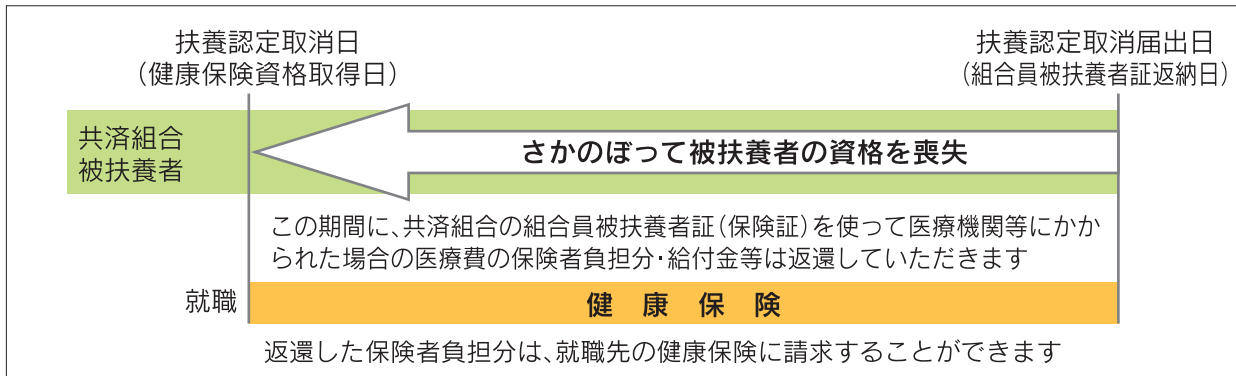 扶養認定取消日
（健康保険資格取得日）
扶養認定取消届出日
（組合員被扶養者証返納日）
共済組合
被扶養者
さかのぼって被扶養者の資格を喪失
この期間に、共済組合の組合員被扶養者証（保険証）を使って医療機関等にかか
られた場合の医療費の保険者負担分・給付金等は返還していただきます
就職
健康保険
返還した保険者負担分は、就職先の健康保険に請求することができます